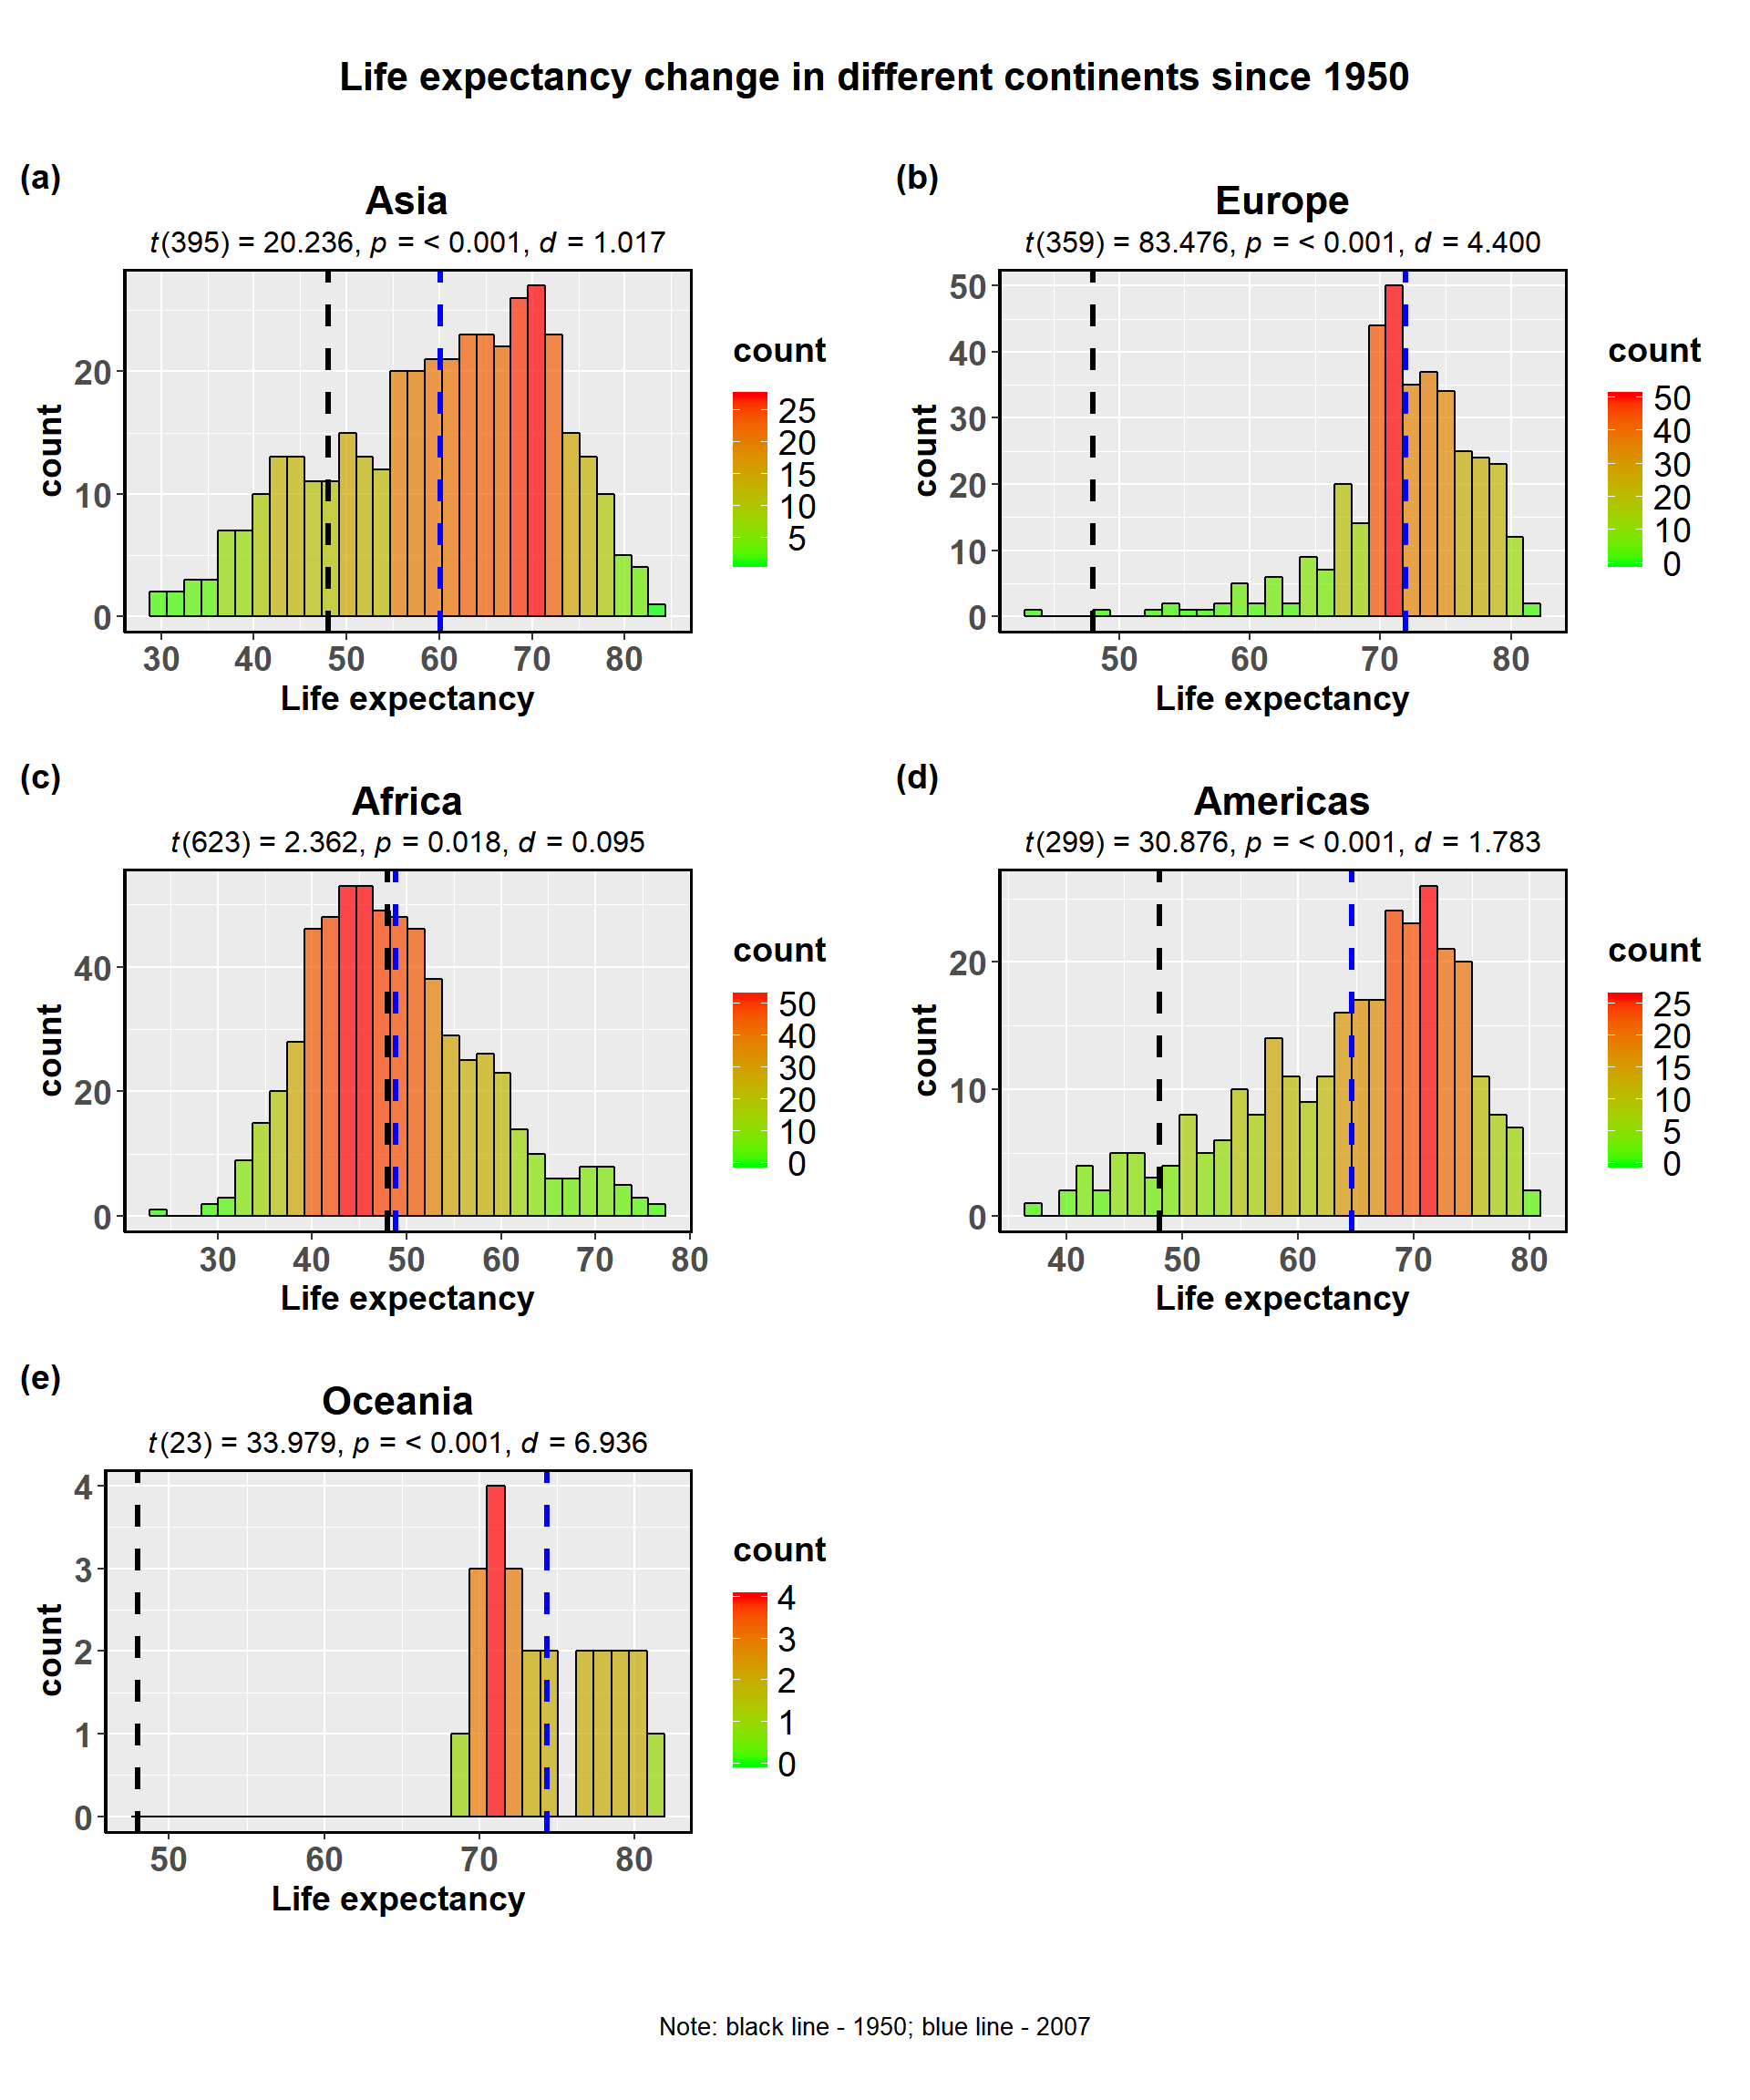 Life expectancy change in different continents since 1950
(a)
Asia
t(395) = 20.236, p = < 0.001, d = 1.017
count
20
10
0
30 40 50 60 70 80
Life expectancy
count
25
20
15
10
5
(b)
Europe
t(359) = 83.476, p = < 0.001, d = 4.400
count
50
40
30
20
10
0
50 60 70 80
Life expectancy
count
50
40
30
20
10
0
(c)
Africa
t(623) = 2.362, p = 0.018, d = 0.095
count
40
20
0
30 40 50 60 70 80
Life expectancy
count
50
40
30
20
10
0
(d)
Americas
t(299) = 30.876, p = < 0.001, d = 1.783
count
20
10
0
40 50 60 70 80
Life expectancy
count
25
20
15
10
5
0
(e)
Oceania
t(23) = 33.979, p = < 0.001, d = 6.936
count
4
3
2
1
0
50 60 70 80
Life expectancy
count
4
3
2
1
0
Note: black line - 1950; blue line - 2007